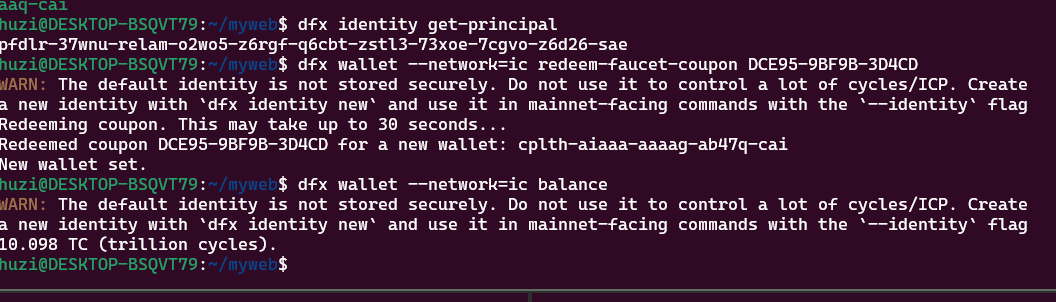 aaq-cai
huzi@DESKTOP-BSQVT79:~/myweb$ dfx identity get-principal
pfdlr-37wnu-relam-o2wo5-z6rgf-q6cbt-zstl3-73xoe-7cgvo-z6d26-sae
huzi@DESKTOP-BSQVT79:~/myweb$ dfx wallet --network=ic redeem-faucet-coupon DCE95-9BF9B-3D4CD
WARN: The default identity is not stored securely. Do not use it to control a lot of cycles/ICP. Create
a new identity with `dfx identity new` and use it in mainnet-facing commands with the `--identity` flag
Redeeming coupon. This may take up to 30 seconds...
Redeemed coupon DCE95-9BF9B-3D4CD for a new wallet: cplth-aiaaa-aaaag-ab47q-cai
New wallet set.
huzi@DESKTOP-BSQVT79:~/myweb$ dfx wallet --network=ic balance
WARN: The default identity is not stored securely. Do not use it to control a lot of cycles/ICP. Create
a new identity with `dfx identity new` and use it in mainnet-facing commands with the `--identity` flag
10.098 TC (trillion cycles).
huzi@DESKTOP-BSQVT79:~/myweb$